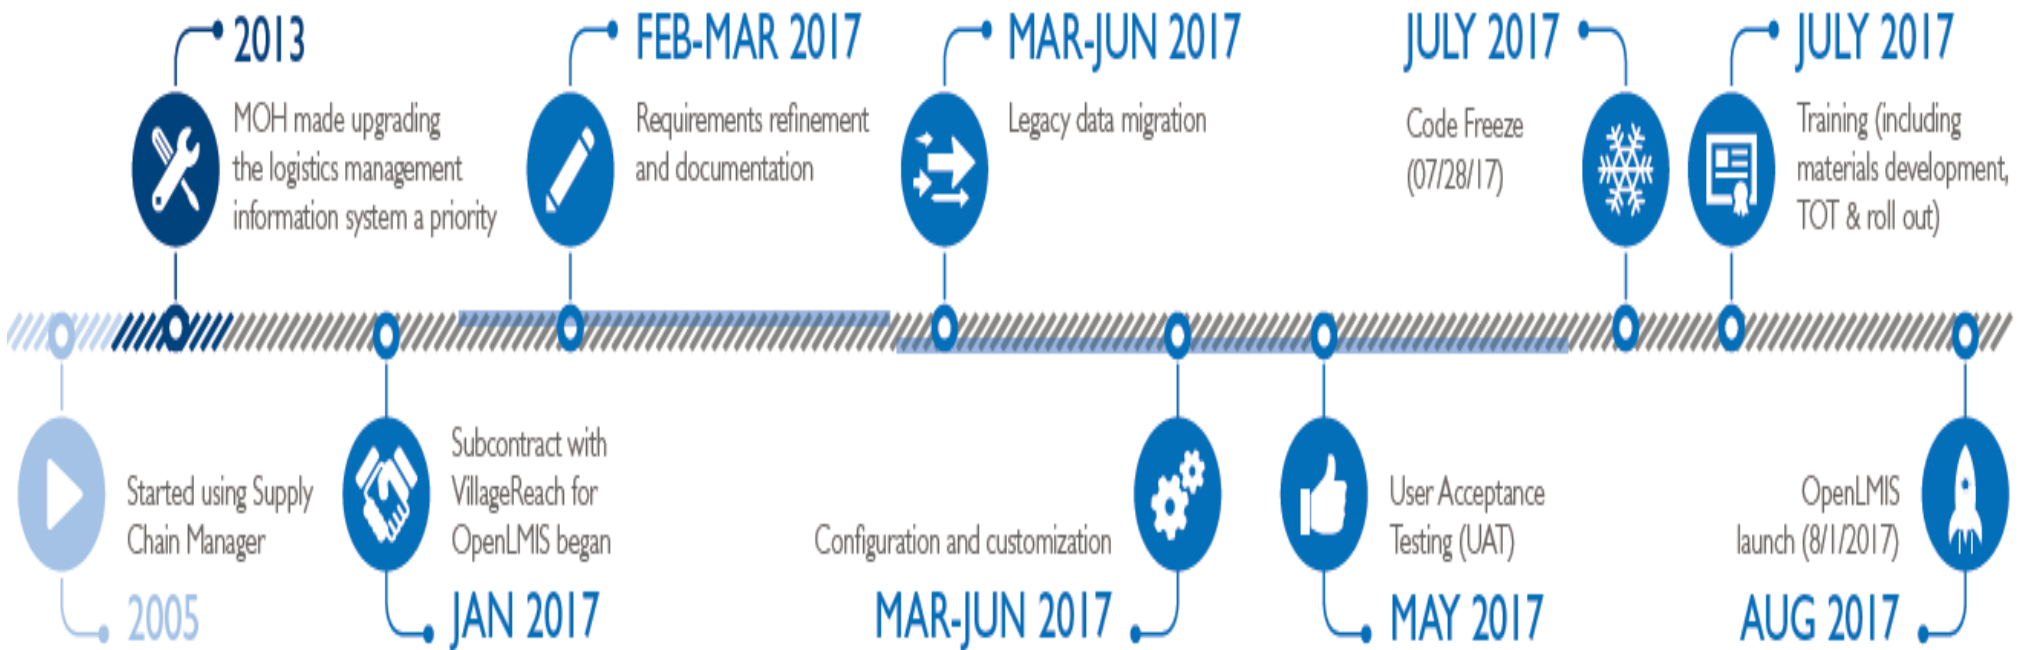 2013
MOH made upgrading
the logistics management
information system a priority
FEB-MAR 2017
Requirements refinement
and documentation
MAR-JUN 2017
Legacy data migration
JULY 2017
Code Freeze
(07/28/17)
JULY 2017
Training (including
materials development,
TOT & roll out)
Started using Supply
Chain Manager
2005
Subcontract with
VillageReach for
OpenLMIS began
JAN 2017
Configuration and customization
MAR-JUN 2017
User Acceptance
Testing (UAT)
MAY 2017
OpenLMIS
launch (8/1/2017)
AUG 2017